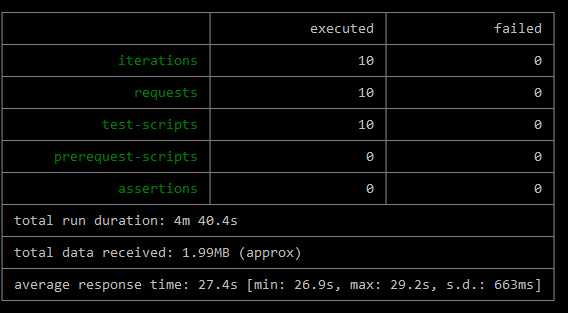 executed failed
iterations 10 0
requests 10 0
test-scripts 10 0
prerequest-scripts 0 0
assertions 0 0
total run duration: 4m 40.4s
total data received: 1.99MB (approx)
average response time: 27.4s [min: 26.9s, max: 29.2s, s.d.: 663ms]